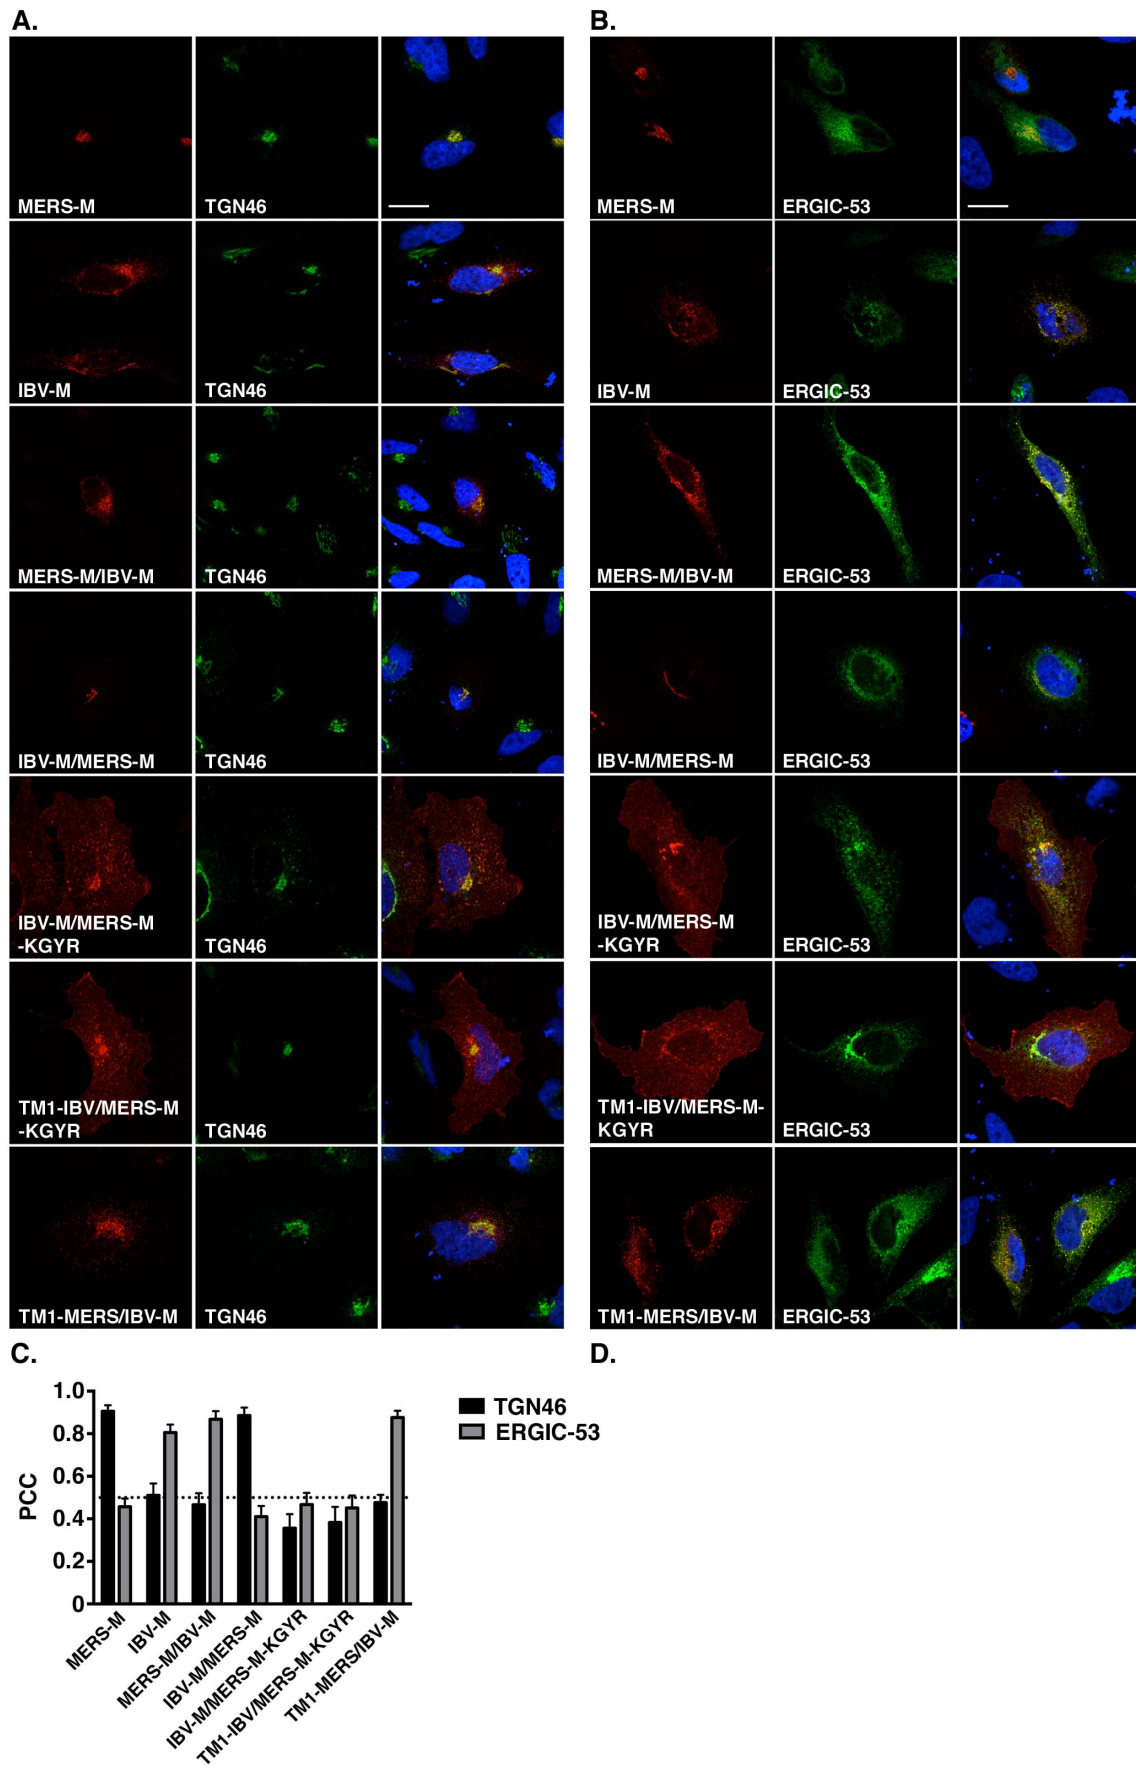 A.
B.
MERS-M
TGN46
MERS-M
ERGIC-53
IBV-M
TGN46
IBV-M
ERGIC-53
MERS-M/IBV-M
TGN46
MERS-M/IBV-M
ERGIC-53
IBV-M/MERS-M
TGN46
IBV-M/MERS-M
ERGIC-53
IBV-M/MERS-M
-KGYR
TGN46
IBV-M/MERS-M
-KGYR
ERGIC-53
TM1-IBV/MERS-M
-KGYR
TGN46
TM1-IBV/MERS-M-
KGYR
ERGIC-53
TM1-MERS/IBV-M
TGN46
TM1-MERS/IBV-M
ERGIC-53
C.
D.
1.0
0.8
0.6
0.4
0.2
0
PCC
TGN46
ERGIC-53
MERS-M
IBV-M
MERS-M/IBV-M
IBV-M/MERS-M
IBV-M/MERS-M-KGYR
TM1-IBV/MERS-M-KGYR
TM1-MERS/IBV-M